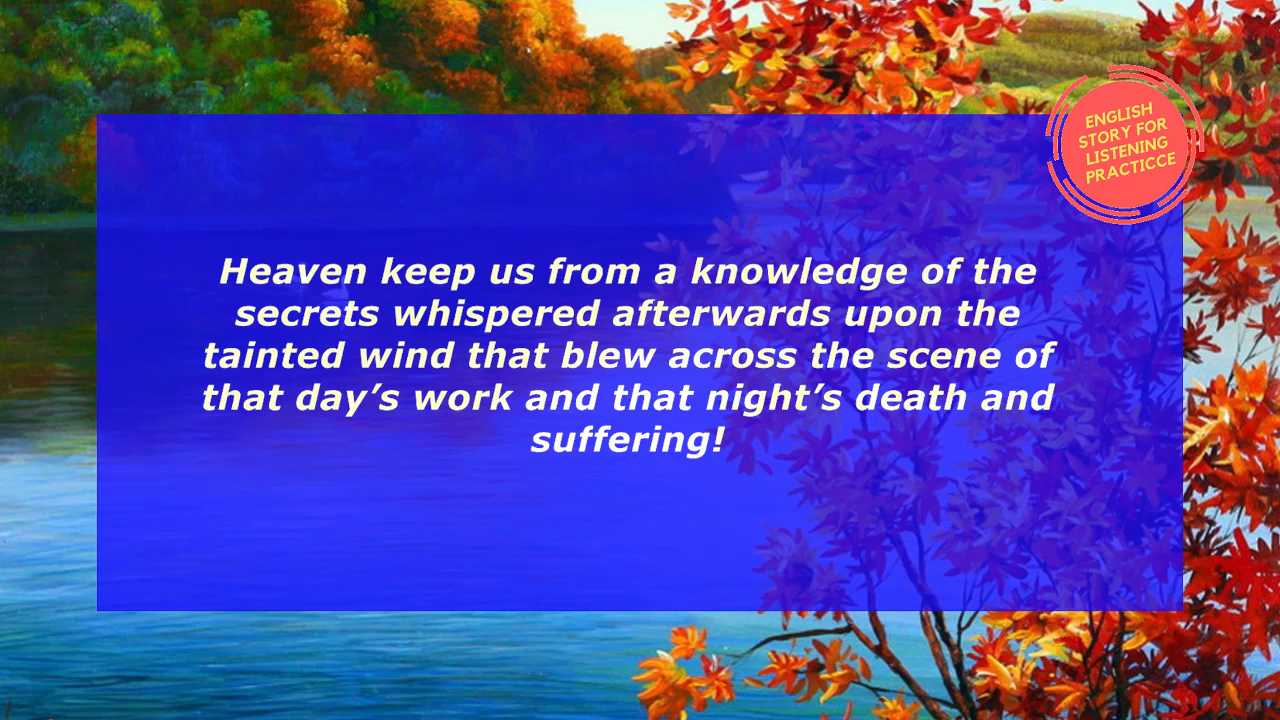 ENGLISH
STORY FOR
LISTENING
PRACTICCE
Heaven keep us from a knowledge of the
secrets whispered afterwards upon the
tainted wind that blew across the scene of
that day’s work and that night’s death and
suffering!